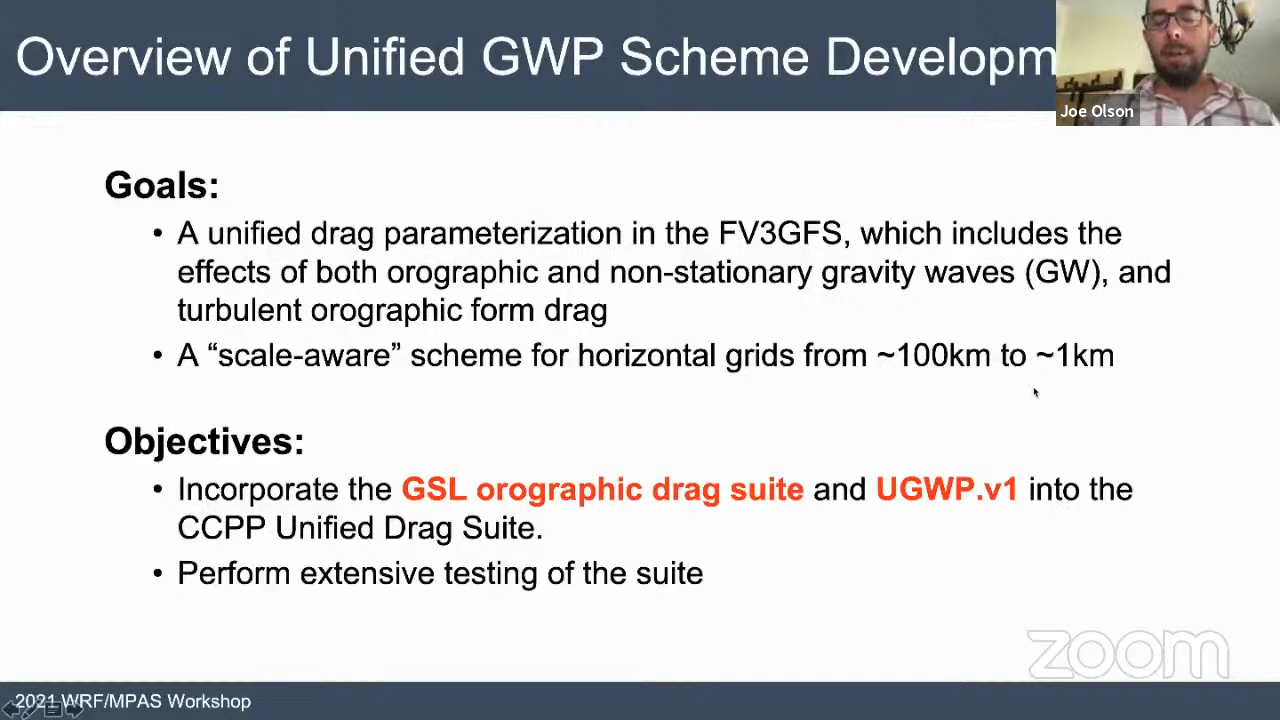 Overview of Unified GWP Scheme Developm
Joe Olson
Goals:
• A unified drag parameterization in the FV3GFS, which includes the
effects of both orographic and non-stationary gravity waves (GW), and
turbulent orographic form drag
• A “scale-aware” scheme for horizontal grids from ~100km to ~1km
Objectives:
• Incorporate the GSL orographic drag suite and UGWP.v1 into the
CCPP Unified Drag Suite.
• Perform extensive testing of the suite
zoom
2021 WRF/MPAS Workshop